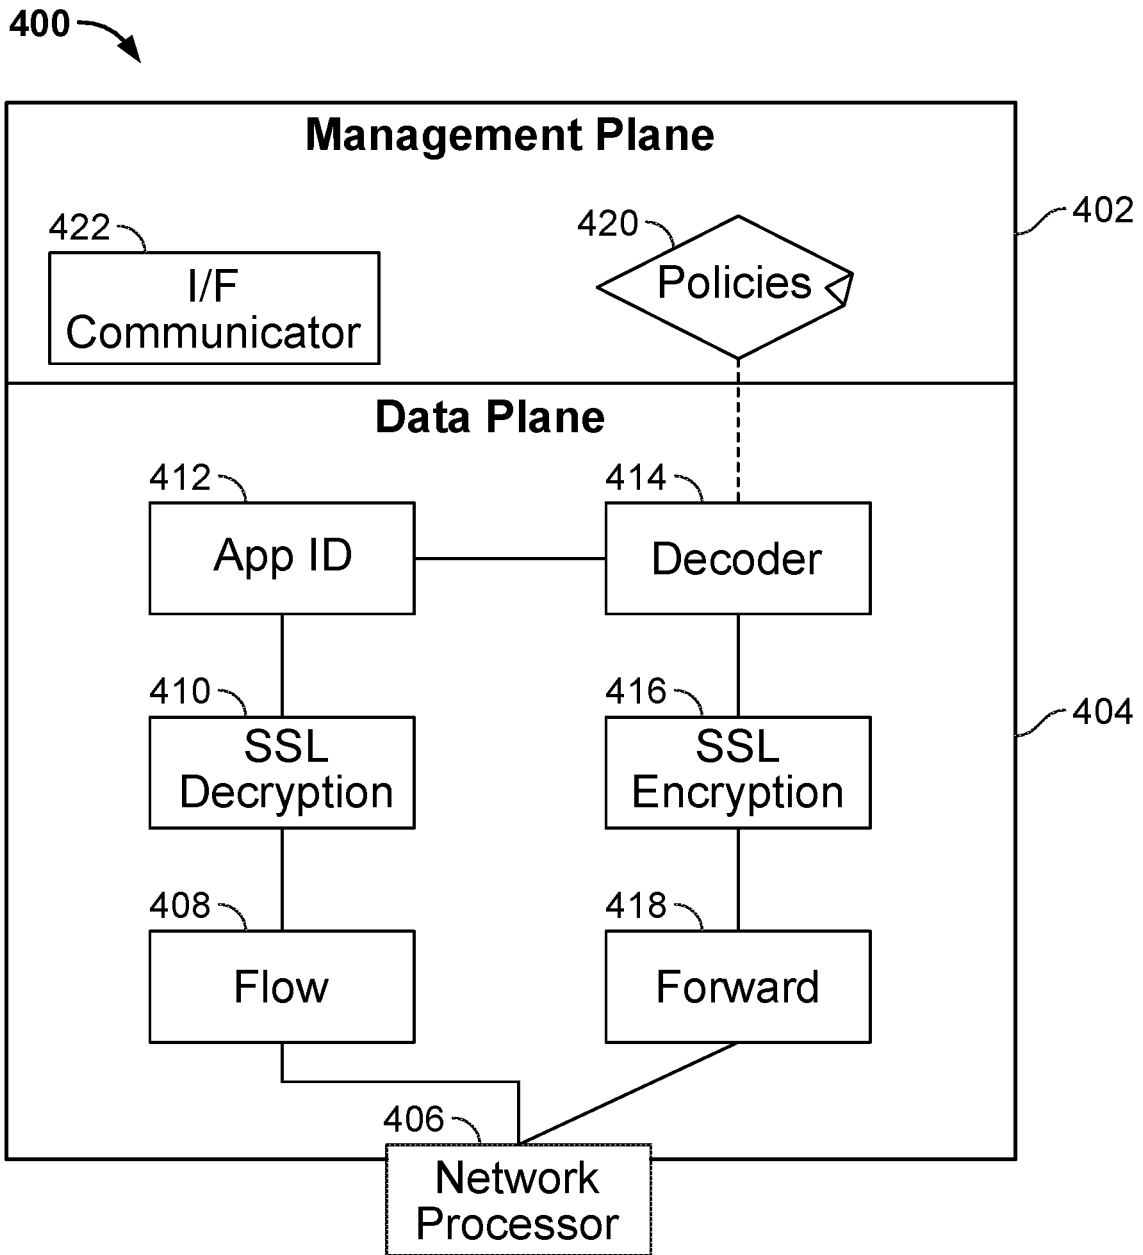 400
Management Plane
402
422
420
I/F
Communicator
Policies
Data Plane
412
414
App ID
Decoder
410
416
404
SSL
Decryption
SSL
Encryption
408
418
Flow
Forward
406
Network
Processor